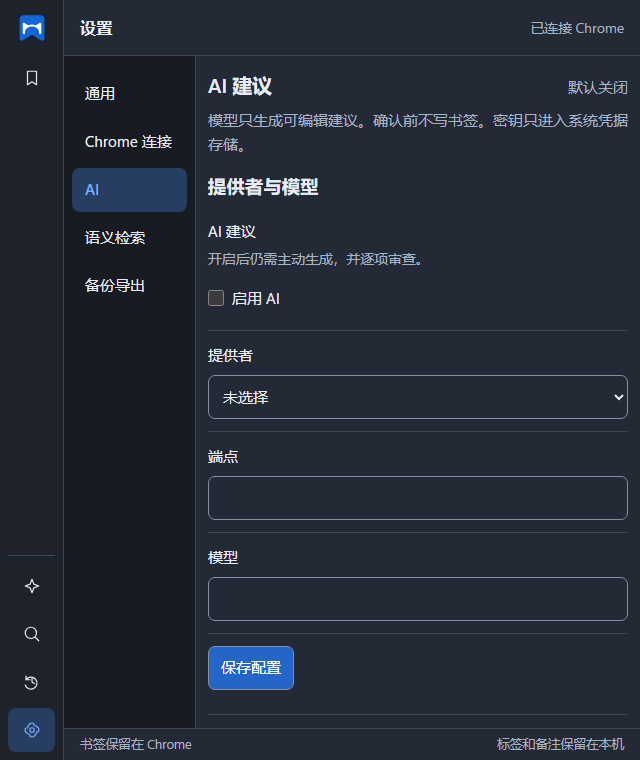 设置
已连接 Chrome
通用
Chrome 连接
AI
语义检索
备份导出
AI 建议
默认关闭
模型只生成可编辑建议。确认前不写书签。密钥只进入系统凭据
存储。
提供者与模型
AI 建议
开启后仍需主动生成，并逐项审查。
启用 AI
提供者
未选择
端点
模型
保存配置
书签保留在 Chrome
标签和备注保留在本机